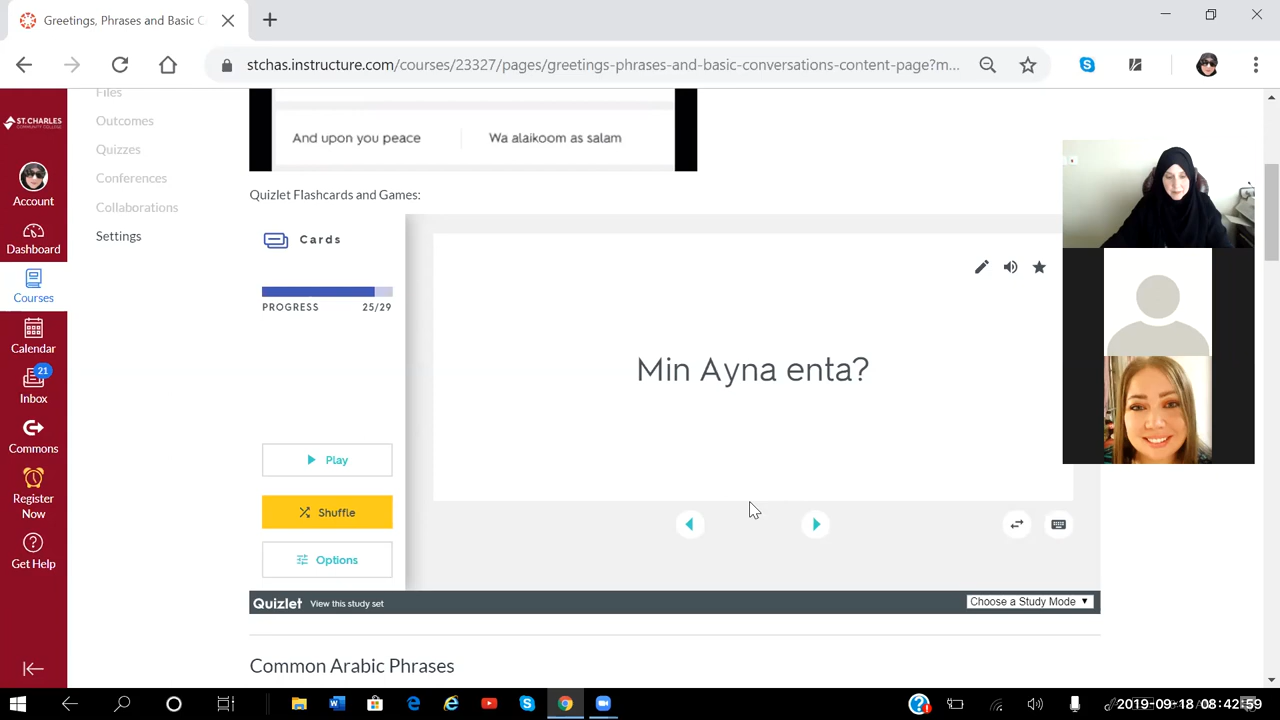 Greetings, Phrases and Basic C
stchas.instructure.com/courses/23327/pages/greetings-phrases-and-basic-conversations-content-page?m...
ST.CHARLES
COMMUNITY COLLEGE
Account
Dashboard
Courses
Calendar
21
Inbox
Commons
Register
Now
Get Help
Files
Outcomes
Quizzes
Conferences
Collaborations
Settings
And upon you peace Wa alaikoom as salam
Quizlet Flashcards and Games:
Cards
PROGRESS 25/29
Min Ayna enta?
Play
Shuffle
Options
Quizlet View this study set
Choose a Study Mode
Common Arabic Phrases
2019-09-18 08:42:59